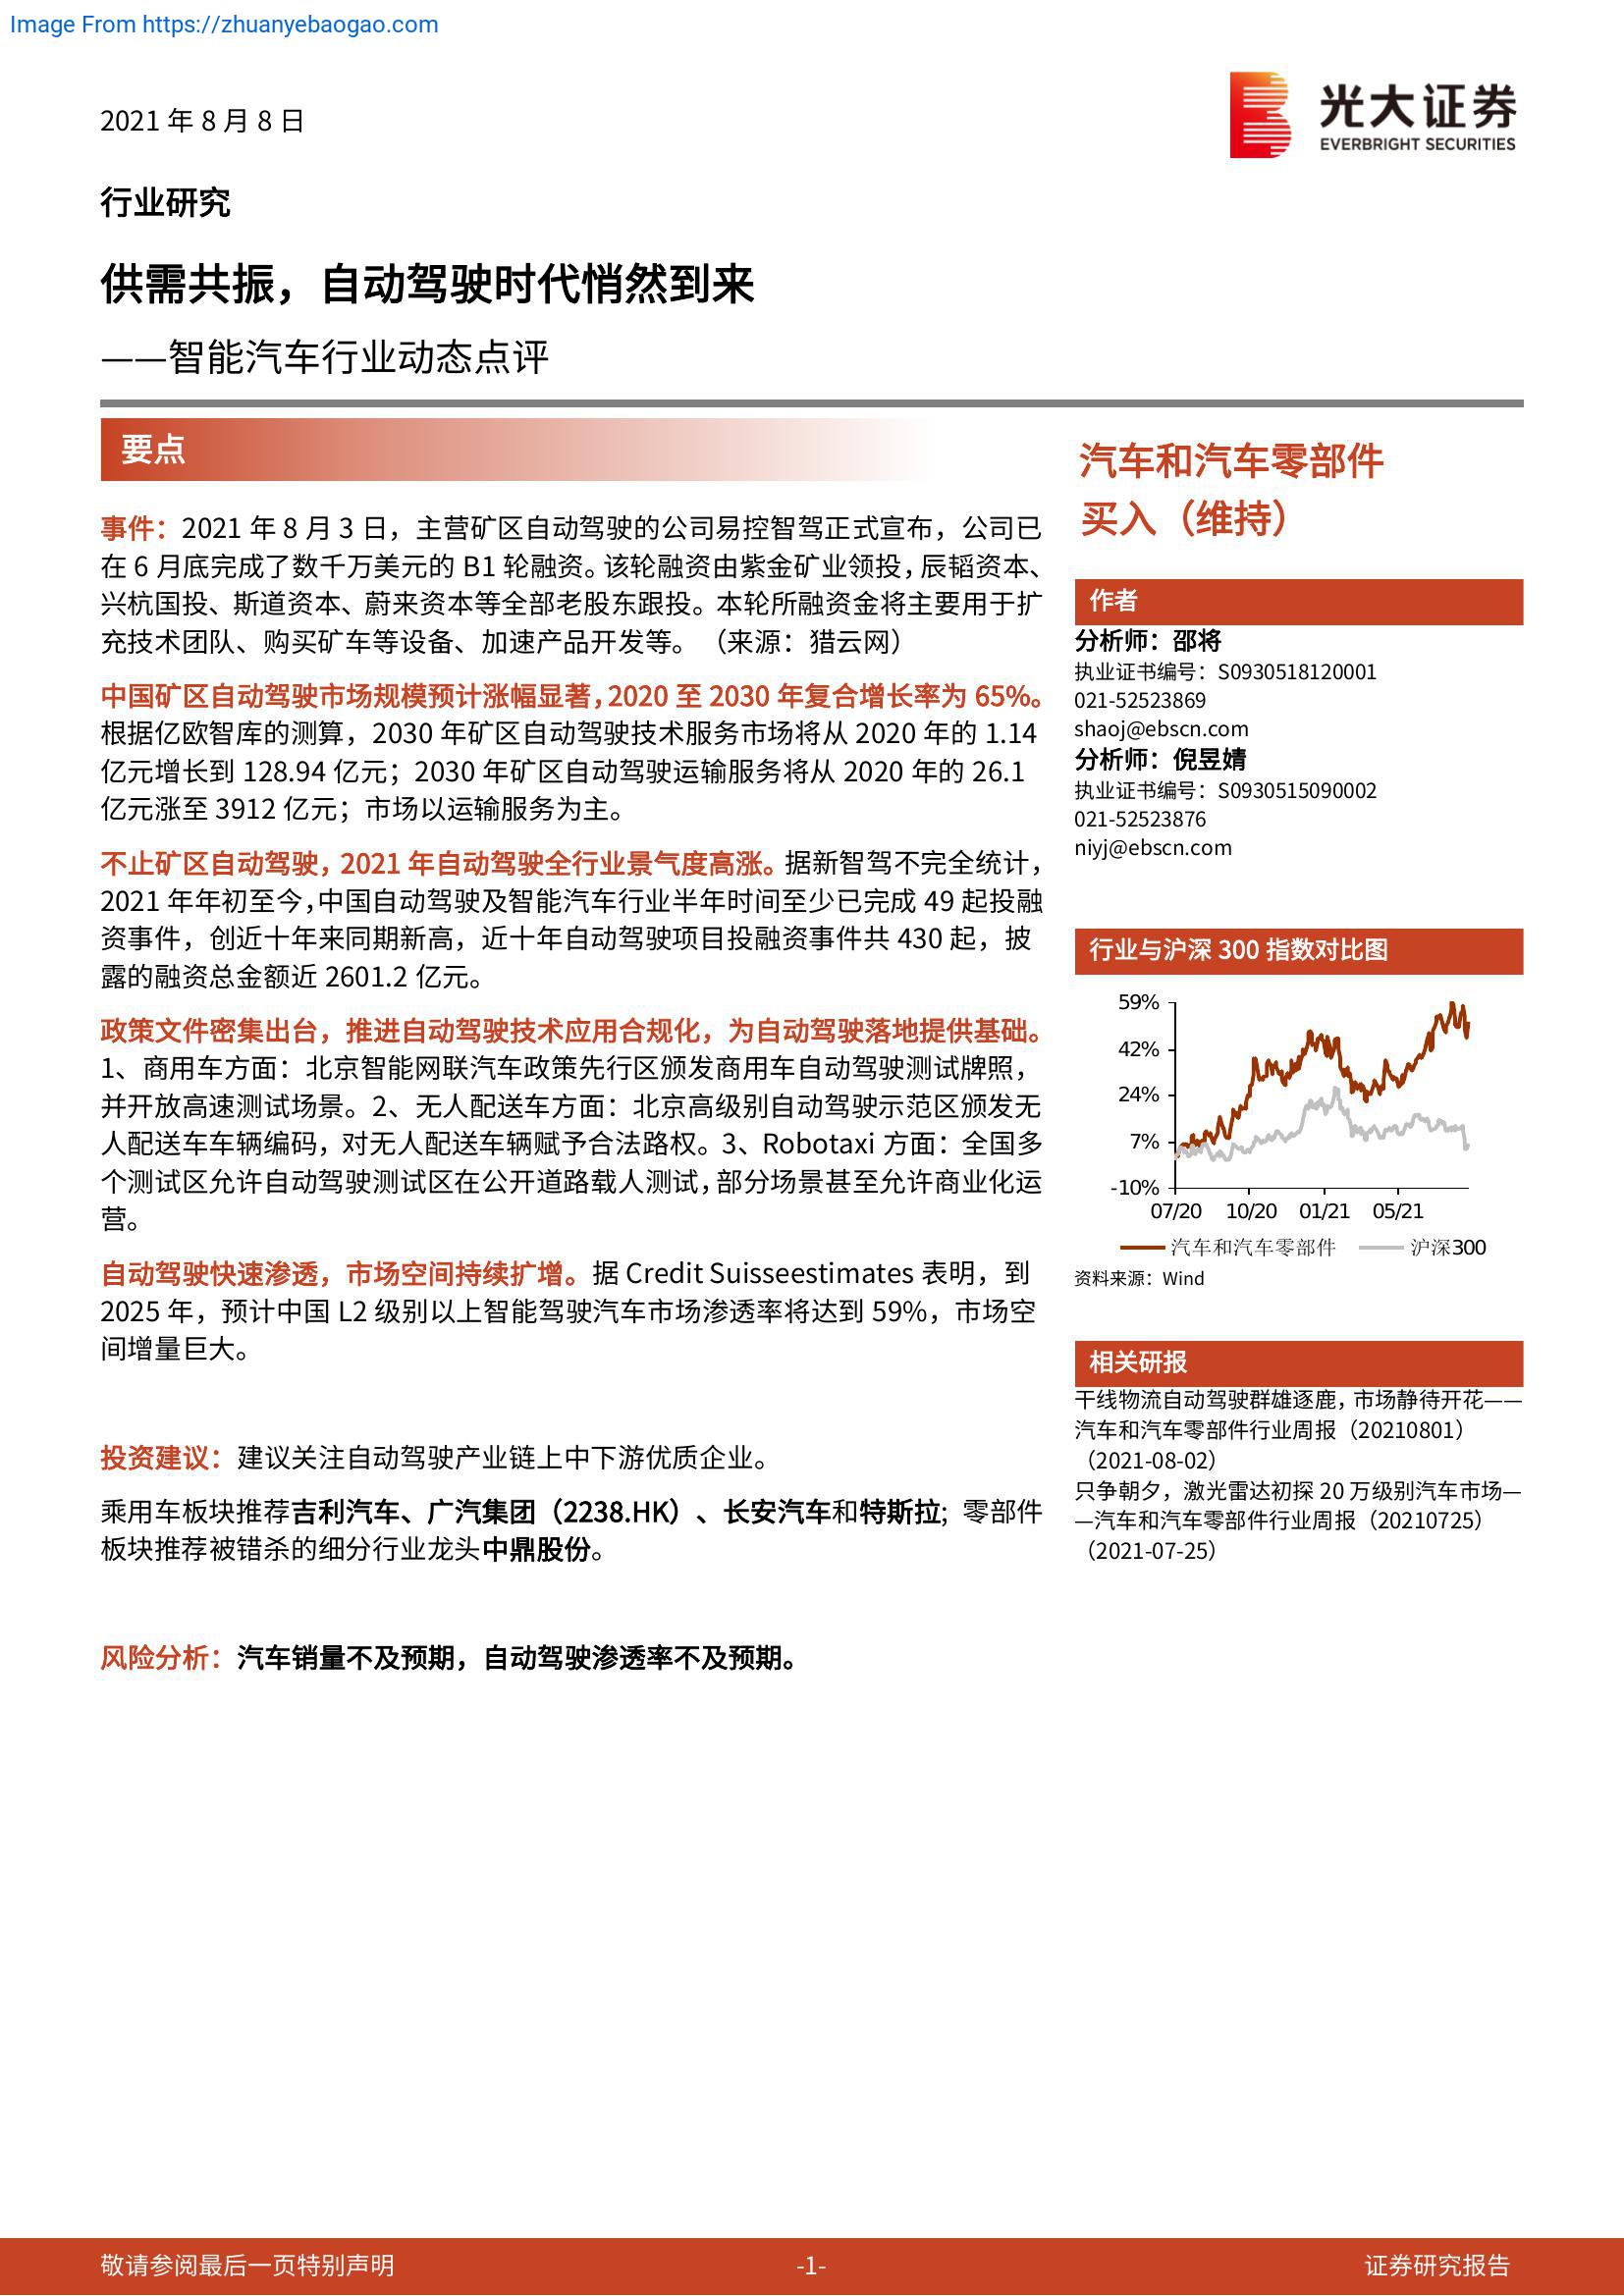 Image From https://zhuanyebaogao.com
2021 年 8 月 8 日
光大证券
EVERBRIGHT SECURITIES
行业研究
供需共振，自动驾驶时代悄然到来
——智能汽车行业动态点评
要点
事件：2021 年 8 月 3 日，主营矿区自动驾驶的公司易控智驾正式宣布，公司已
在 6 月底完成了数千万美元的 B1 轮融资。该轮融资由紫金矿业领投，辰韬资本、
兴杭国投、斯道资本、蔚来资本等全部老股东跟投。本轮所融资金将主要用于扩
充技术团队、购买矿车等设备、加速产品开发等。（来源：猎云网）
中国矿区自动驾驶市场规模预计涨幅显著，2020 至 2030 年复合增长率为 65%。
根据亿欧智库的测算，2030 年矿区自动驾驶技术服务市场将从 2020 年的 1.14
亿元增长到 128.94 亿元；2030 年矿区自动驾驶运输服务将从 2020 年的 26.1
亿元涨至 3912 亿元；市场以运输服务为主。
不止矿区自动驾驶，2021 年自动驾驶全行业景气度高涨。据新智驾不完全统计，
2021 年年初至今，中国自动驾驶及智能汽车行业半年时间至少已完成 49 起投融
资事件，创近十年来同期新高，近十年自动驾驶项目投融资事件共 430 起，披
露的融资总金额近 2601.2 亿元。
政策文件密集出台，推进自动驾驶技术应用合规化，为自动驾驶落地提供基础。
1、商用车方面：北京智能网联汽车政策先行区颁发商用车自动驾驶测试牌照，
并开放高速测试场景。2、无人配送车方面：北京高级别自动驾驶示范区颁发无
人配送车车辆编码，对无人配送车辆赋予合法路权。3、Robotaxi 方面：全国多
个测试区允许自动驾驶测试区在公开道路载人测试，部分场景甚至允许商业化运
营。
自动驾驶快速渗透，市场空间持续扩增。据 Credit Suisseestimates 表明，到
2025 年，预计中国 L2 级别以上智能驾驶汽车市场渗透率将达到 59%，市场空
间增量巨大。
投资建议：建议关注自动驾驶产业链上中下游优质企业。
乘用车板块推荐吉利汽车、广汽集团（2238.HK）、长安汽车和特斯拉；零部件
板块推荐被错杀的细分行业龙头中鼎股份。
风险分析：汽车销量不及预期，自动驾驶渗透率不及预期。
汽车和汽车零部件
买入（维持）
作者
分析师：邵将
执业证书编号：S0930518120001
021-52523869
shaoj@ebscn.com
分析师：倪昱婧
执业证书编号：S0930515090002
021-52523876
niyj@ebscn.com
行业与沪深 300 指数对比图
59%
42%
24%
7%
-10%
07/20 10/20 01/21 05/21
汽车和汽车零部件 沪深300
资料来源：Wind
相关研报
干线物流自动驾驶群雄逐鹿，市场静待开花——
汽车和汽车零部件行业周报（20210801）
（2021-08-02）
只争朝夕，激光雷达初探 20 万级别汽车市场—
—汽车和汽车零部件行业周报（20210725）
（2021-07-25）
敬请参阅最后一页特别声明
-1-
证券研究报告